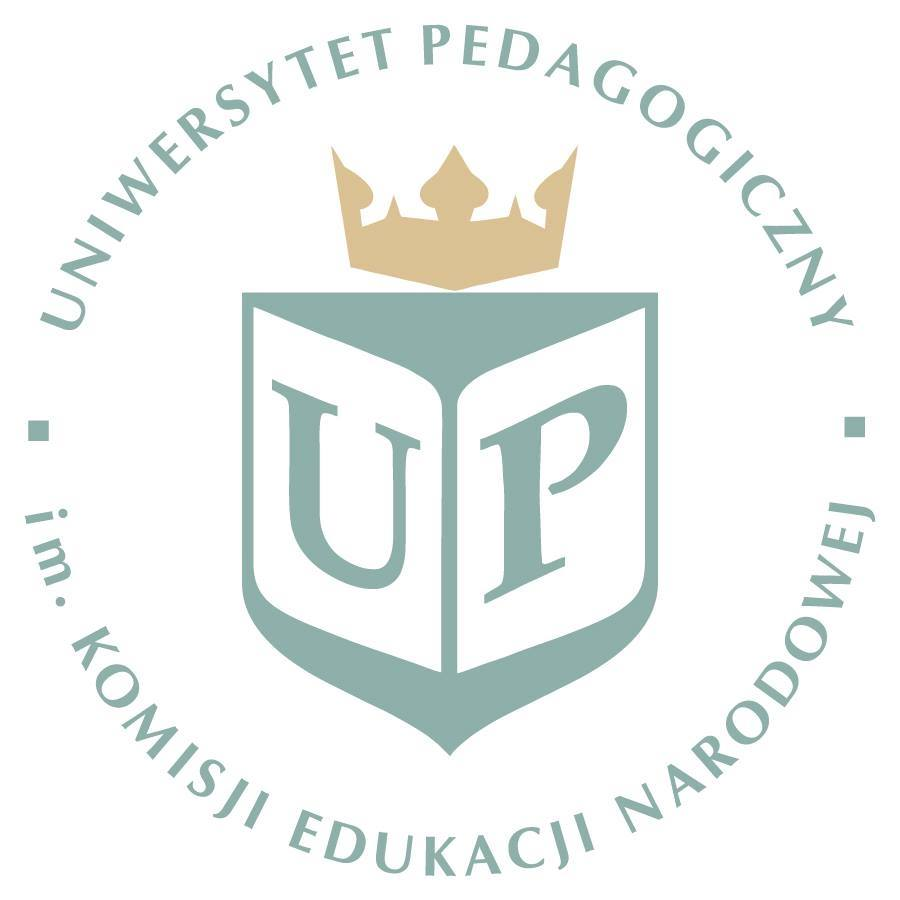 UNIWERSYTET PEDAGOGICZNY
UP
im. KOMISJI EDUKACJI NARODOWEJ